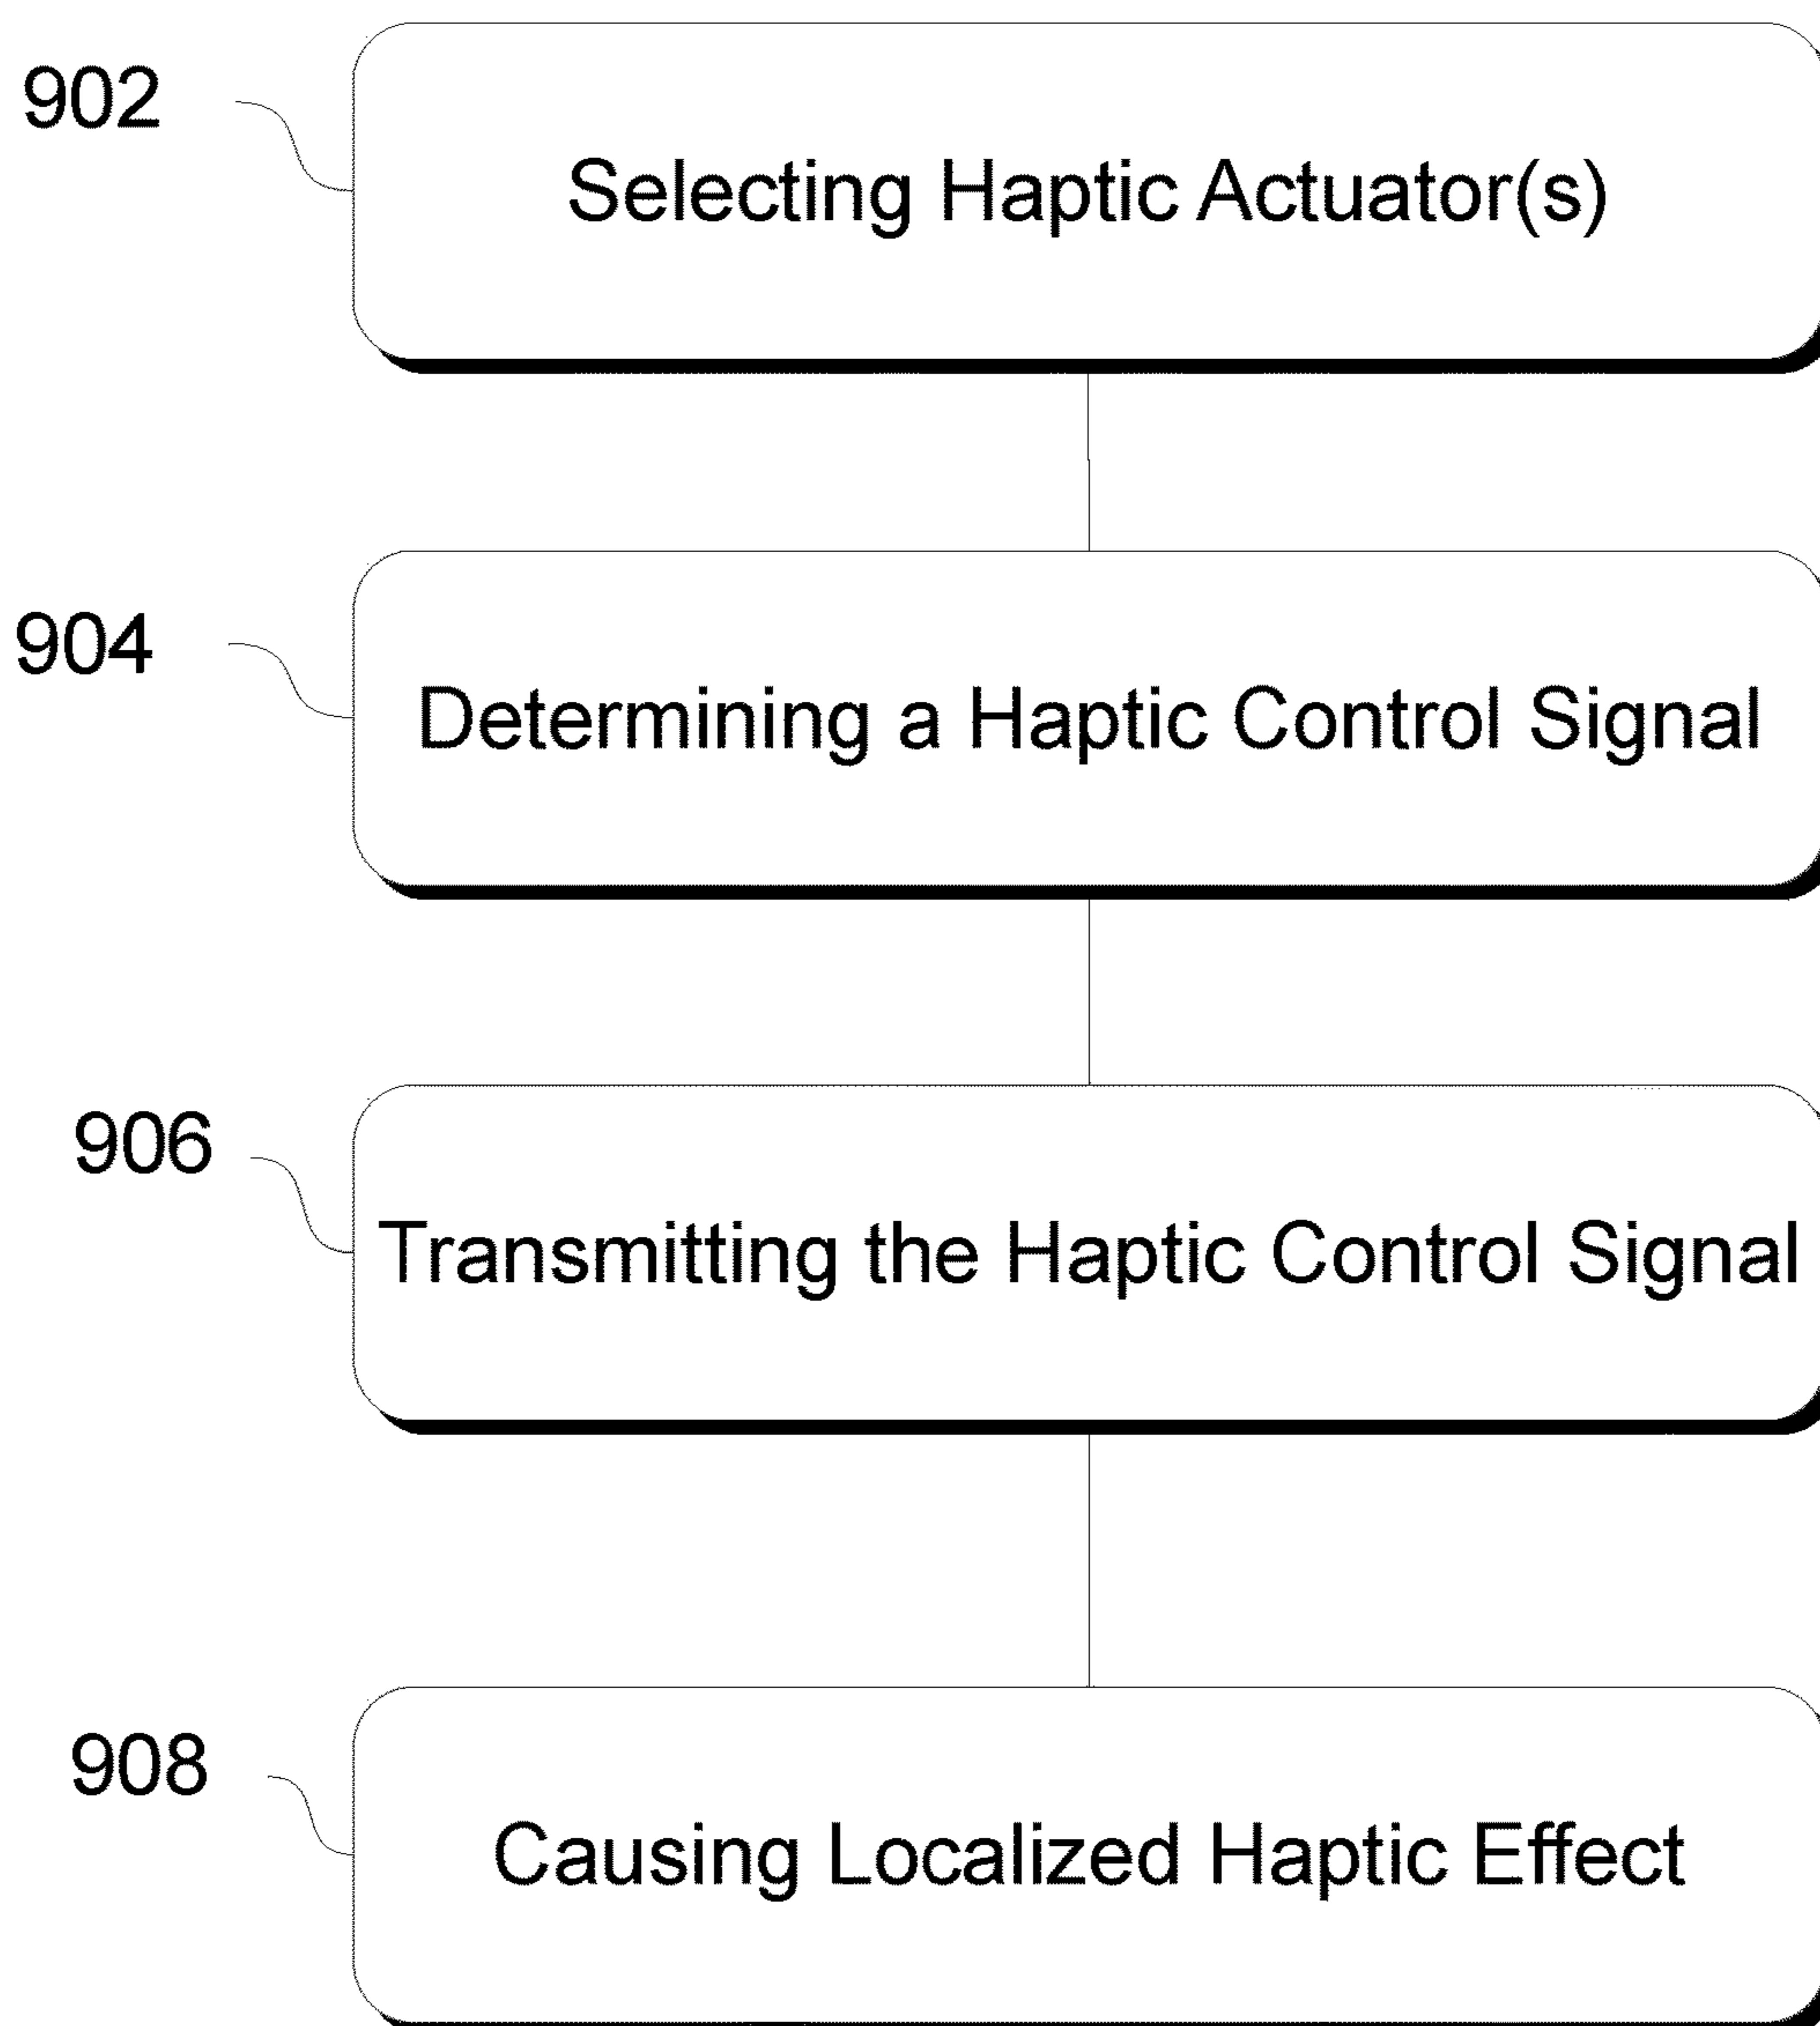 902
Selecting Haptic Actuator(s)
904
Determining a Haptic Control Signal
906
Transmitting the Haptic Control Signal
908
Causing Localized Haptic Effect